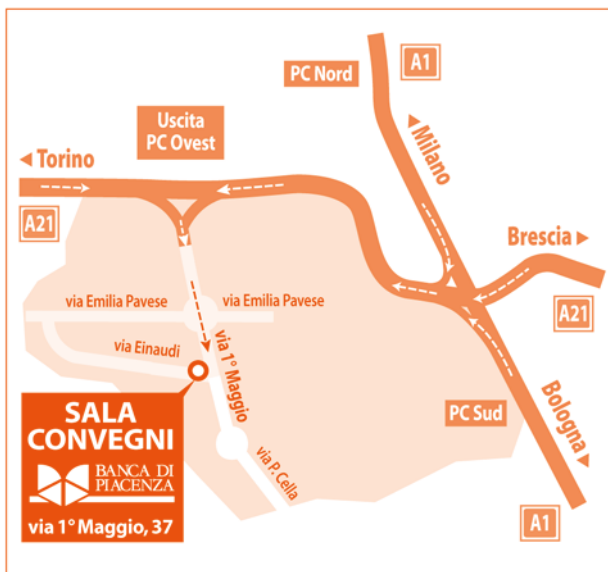 A1
PC Nord
Uscita
PC Ovest
Milano
Torino
A21
Brescia
A21
via Emilia Pavese
via Emilia Pavese
via Einaudi
via 1° Maggio
SALA
CONVEGNI
BANCA DI
PIACENZA
via 1° Maggio, 37
PC Sud
Bologna
via P. Cella
A1